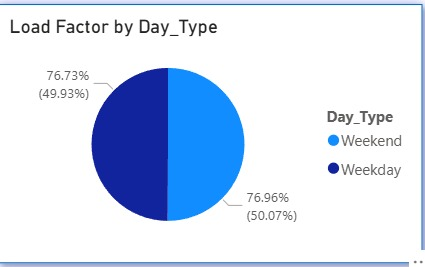 Load Factor by Day_Type
76.73%
(49.93%)
Day_Type
Weekend
Weekday
76.96%
(50.07%)